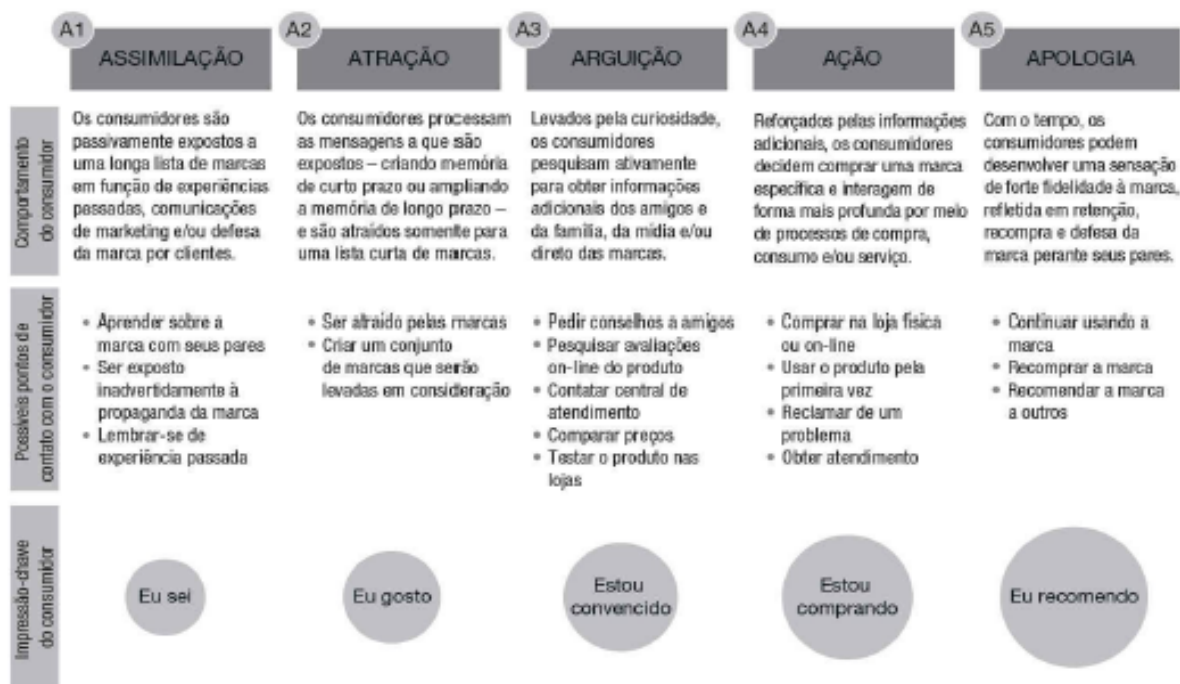 A1
ASSIMILAÇÃO
A2
ATRAÇÃO
A3
ARGUIÇÃO
A4
AÇÃO
A5
APOLOGIA
Comportamento
do consumidor
Os consumidores são
passivamente expostos a
uma longa lista de marcas
em função de experiências
passadas, comunicações
de marketing e/ou defesa
da marca por clientes.
Os consumidores processam
as mensagens a que são
expostos – criando memória
de curto prazo ou ampliando
a memória de longo prazo –
e são atraídos somente para
uma lista curta de marcas.
Levados pela curiosidade,
os consumidores
pesquisam ativamente
para obter informações
adicionais dos amigos e
da família, da mídia e/ou
direto das marcas.
Reforçados pelas informações
adicionais, os consumidores
decidem comprar uma marca
específica e interagem de
forma mais profunda por meio
de processos de compra,
consumo e/ou serviço.
Com o tempo, os
consumidores podem
desenvolver uma sensação
de forte fidelidade à marca,
refletida em retenção,
recompra e defesa da
marca perante seus pares.
Possíveis pontos de
contato com o consumidor
• Aprender sobre a
marca com seus pares
• Ser exposto
inadvertidamente à
propaganda da marca
• Lembrar-se de
experiência passada
• Ser atraído pelas marcas
• Criar um conjunto
de marcas que serão
levadas em consideração
• Pedir conselhos a amigos
• Pesquisar avaliações
on-line do produto
• Contatar central de
atendimento
• Comparar preços
• Testar o produto nas
lojas
• Comprar na loja física
ou on-line
• Usar o produto pela
primeira vez
• Reclamar de um
problema
• Obter atendimento
• Continuar usando a
marca
• Recomprar a marca
• Recomendar a marca
a outros
Impressão-chave
do consumidor
Eu sei
Eu gosto
Estou
convencido
Estou
comprando
Eu recomendo